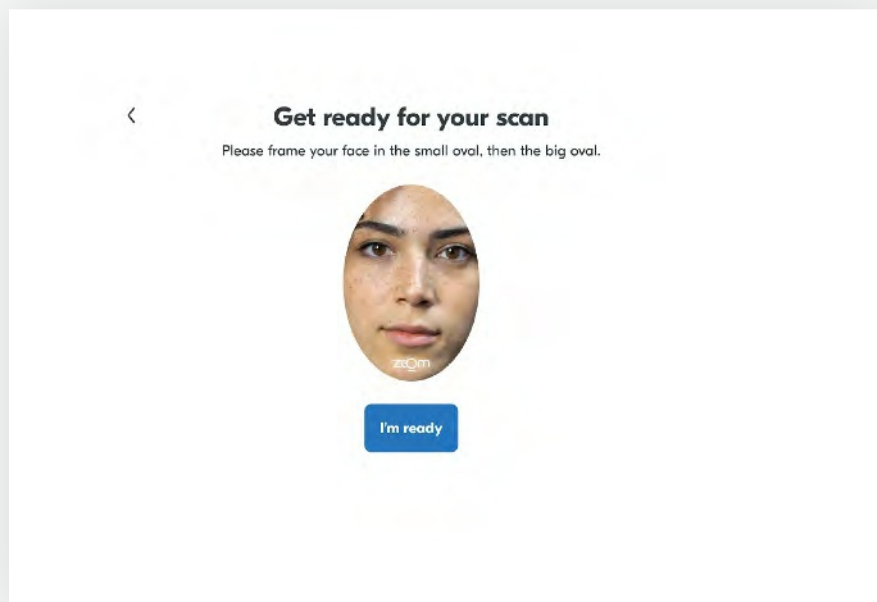 Get ready for your scan
Please frame your face in the small oval, then the big oval.
zoom
I'm ready